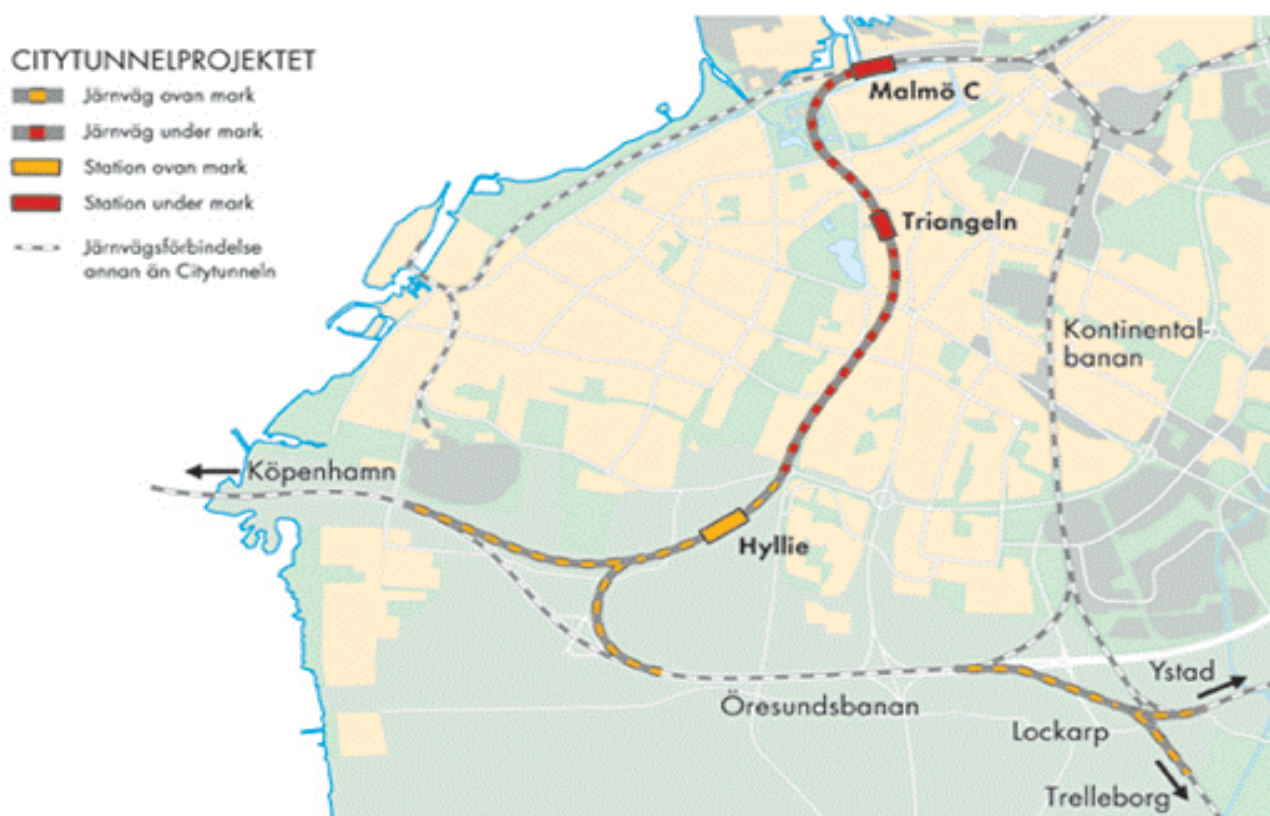 CITYTUNNELPROJEKTET
Järnväg ovan mark
Järnväg under mark
Station ovan mark
Station under mark
Järnvägsförbindelse
annan än Citytunneln
Malmö C
Triangeln
Kontinental-
banan
Köpenhamn
Hyllie
Ystad
Öresundsbanan
Lockarp
Trelleborg